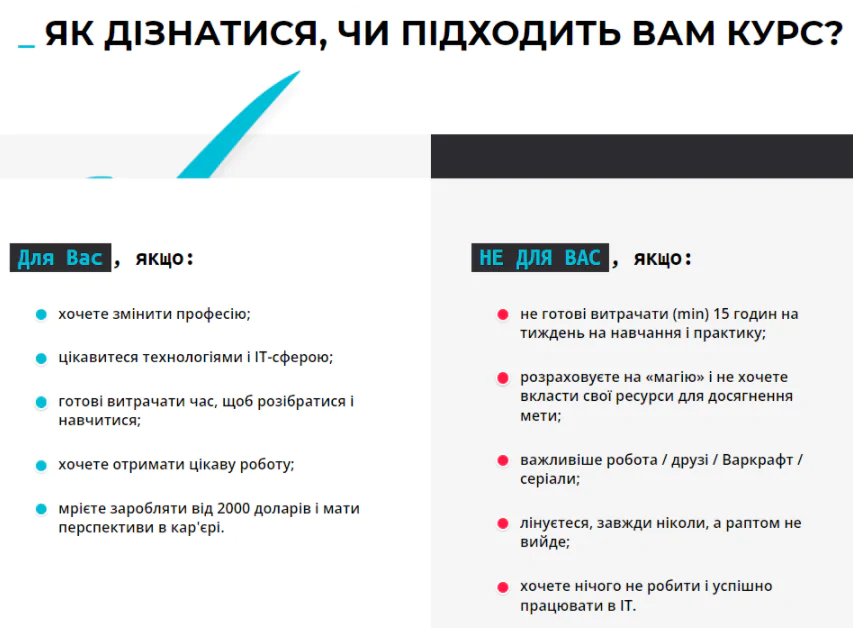 _ ЯК ДІЗНАТИСЯ, ЧИ ПІДХОДИТЬ ВАМ КУРС?
Для Вас, якщо:
хочете змінити професію;
цікавитеся технологіями і ІТ-сферою;
готові витрачати час, щоб розібратися і
навчитися;
хочете отримати цікаву роботу;
мрієте заробляти від 2000 доларів і мати
перспективи в кар'єрі.
НЕ ДЛЯ ВАС, якщо:
не готові витрачати (min) 15 годин на
тиждень на навчання і практику;
розраховуєте на «магію» і не хочете
вкласти свої ресурси для досягнення
мети;
важливіше робота / друзі / Варкрафт /
серіали;
лінуєтеся, завжди ніколи, а раптом не
вийде;
хочете нічого не робити і успішно
працювати в ІТ.